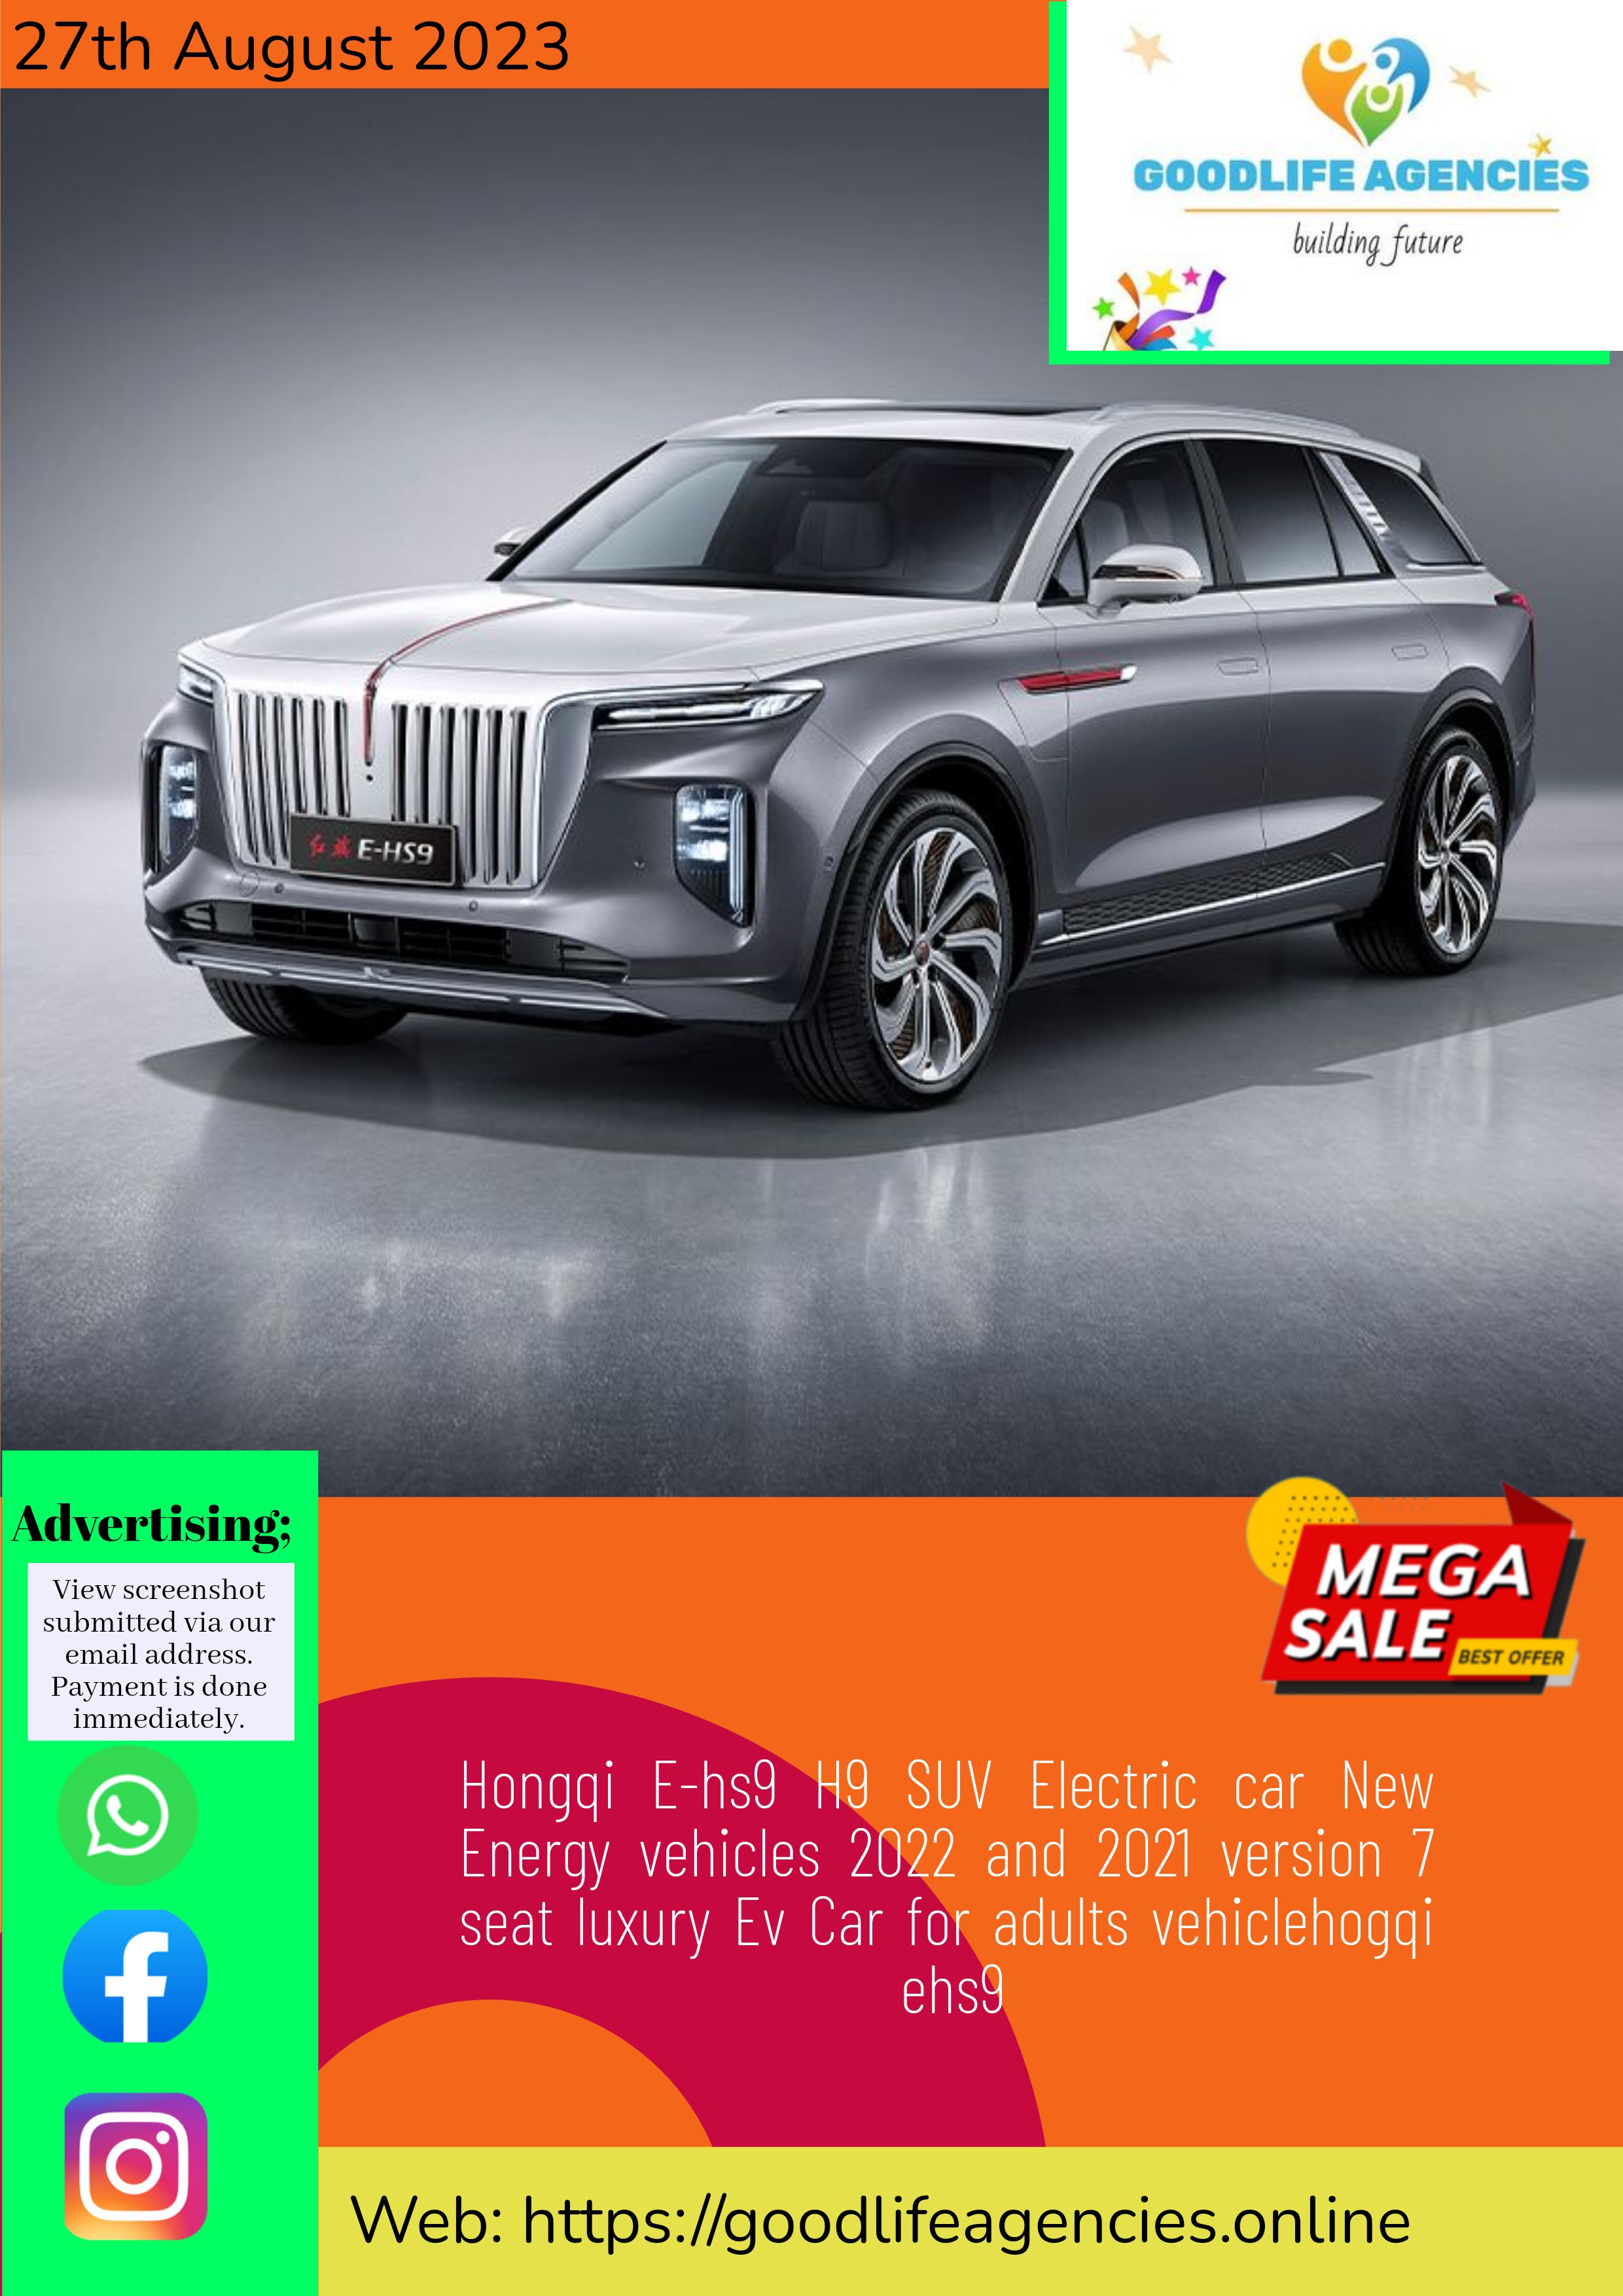 27th August 2023
GOODLIFE AGENCIES
building future
红旗 E-HS9
Advertising;
View screenshot
submitted via our
email address.
Payment is done
immediately.
MEGA
SALE
BEST OFFER
Hongqi E-hs9 H9 SUV Electric car New
Energy vehicles 2022 and 2021 version 7
seat luxury Ev Car for adults vehiclehogqi
ehs9
Web: https://goodlifeagencies.online